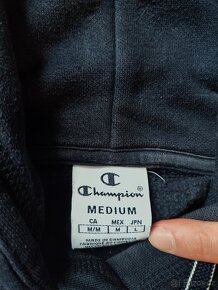 Champion
MEDIUM
CA MEX JPN
M/M M L
MADE IN CAMBODIA